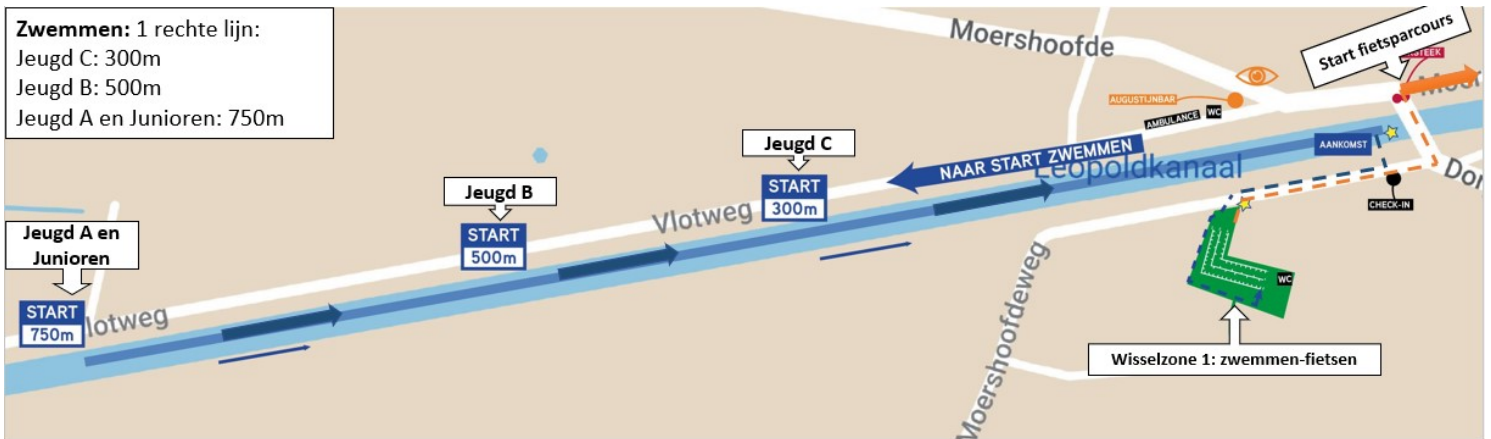 Zwemmen: 1 rechte lijn:
Jeugd C: 300m
Jeugd B: 500m
Jeugd A en Junioren: 750m
Moershoofde
Start fietsparcours
AUGUSTIJNBAR
AMBULANCE
WC
NAAR START ZWEMMEN
Leopoldkanaal
AANKOMST
CHECK-IN
Jeugd C
START
300m
Vlotweg
Jeugd B
START
500m
Jeugd A en
Junioren
START
750m
lotweg
Moershoofdeweg
WC
Wisselzone 1: zwemmen-fietsen